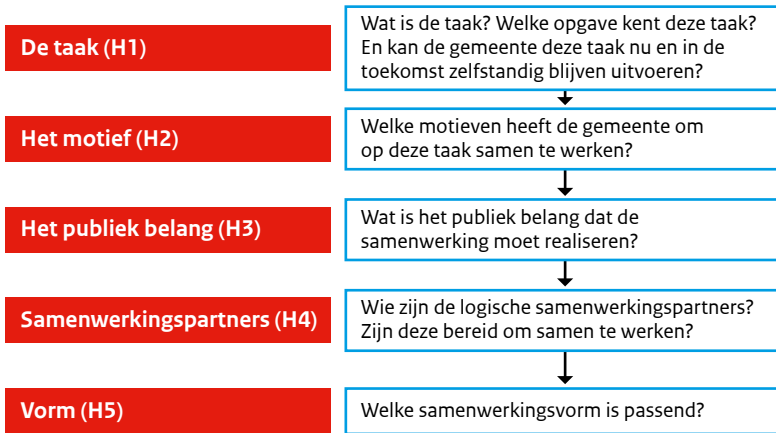 De taak (H1)
Wat is de taak? Welke opgave kent deze taak?
En kan de gemeente deze taak nu en in de
toekomst zelfstandig blijven uitvoeren?
Het motief (H2)
Welke motieven heeft de gemeente om
op deze taak samen te werken?
Het publiek belang (H3)
Wat is het publiek belang dat de
samenwerking moet realiseren?
Samenwerkingspartners (H4)
Wie zijn de logische samenwerkingspartners?
Zijn deze bereid om samen te werken?
Vorm (H5)
Welke samenwerkingsvorm is passend?